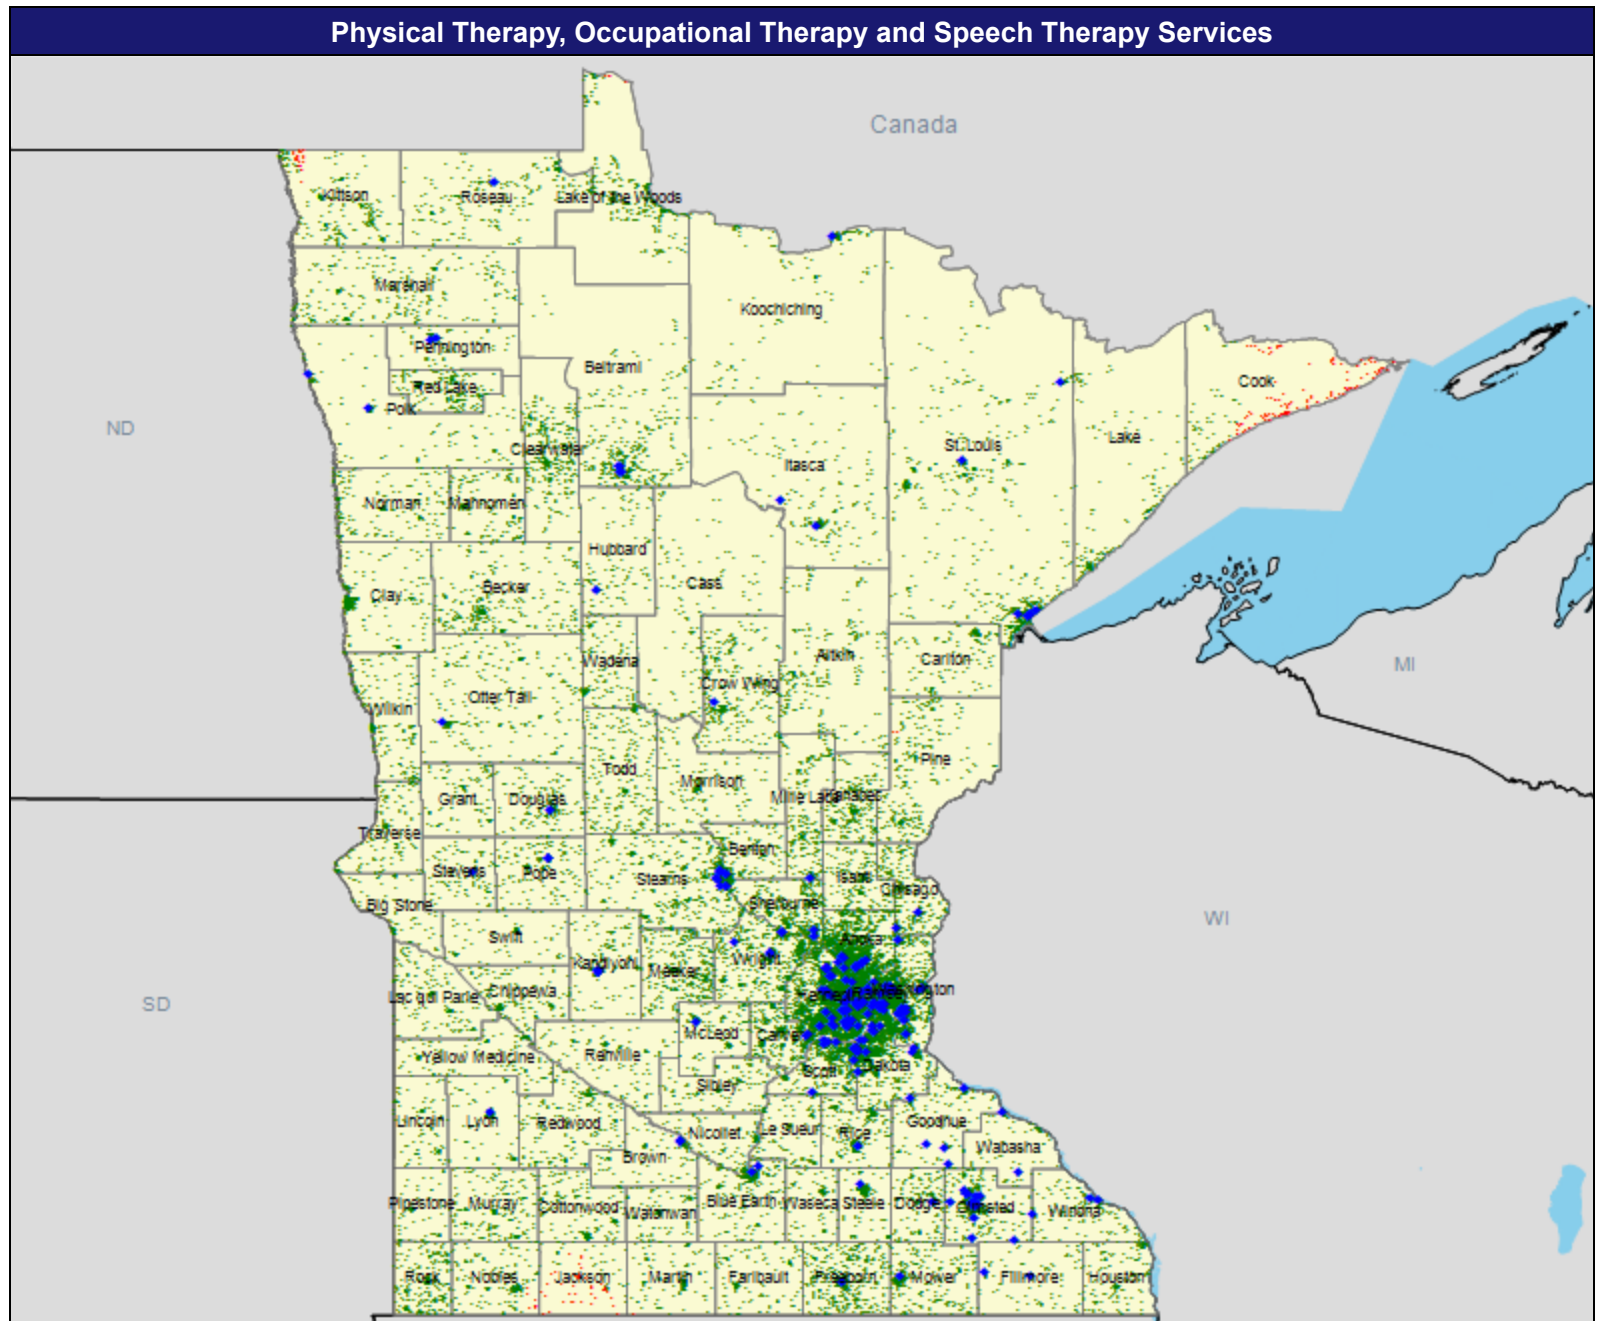 Physical Therapy, Occupational Therapy and Speech Therapy Services
Canada
Kittson
Roseau
Lake of the Woods
Marshall
Koochiching
Pennington
Beltrami
Red Lake
Cook
Polk
ND
Clearwater
St. Louis
Lake
Itasca
Norman
Mahnomen
Hubbard
Clay
Becker
Cass
Wadena
Aitkin
Carlton
MI
Crow Wing
Otter Tail
Wilkin
Pine
Todd
Morrison
Grant
Douglas
Mille Lacs
Kanabec
Traverse
Benton
Stevens
Pope
Stearns
Isanti
Chisago
Big Stone
Sherburne
WI
Swift
Anoka
Kandiyohi
Meeker
Wright
Lac qui Parle
Chippewa
Hennepin
Ramsey
Washington
SD
McLeod
Carver
Yellow Medicine
Renville
Scott
Dakota
Sibley
Lincoln
Lyon
Redwood
Nicollet
Le Sueur
Rice
Goodhue
Wabasha
Brown
Pipestone
Murray
Cottonwood
Watonwan
Blue Earth
Waseca
Steele
Dodge
Olmsted
Winona
Rock
Nobles
Jackson
Martin
Faribault
Freeborn
Mower
Fillmore
Houston